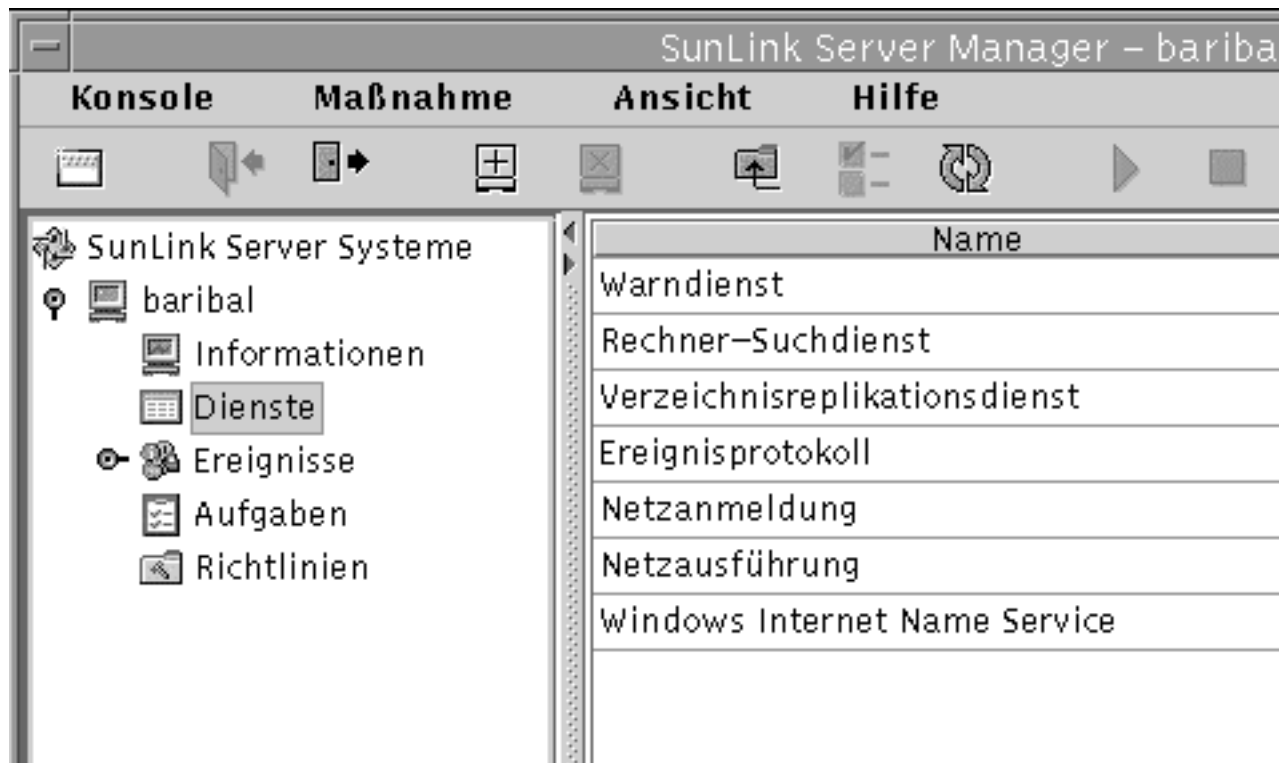 SunLink Server Manager – bariba
Konsole Maßnahme Ansicht Hilfe
SunLink Server Systeme
baribal
Informationen
Dienste
Ereignisse
Aufgaben
Richtlinien
Name
Warndienst
Rechner–Suchdienst
Verzeichnisreplikationsdienst
Ereignisprotokoll
Netzanmeldung
Netzausführung
Windows Internet Name Service